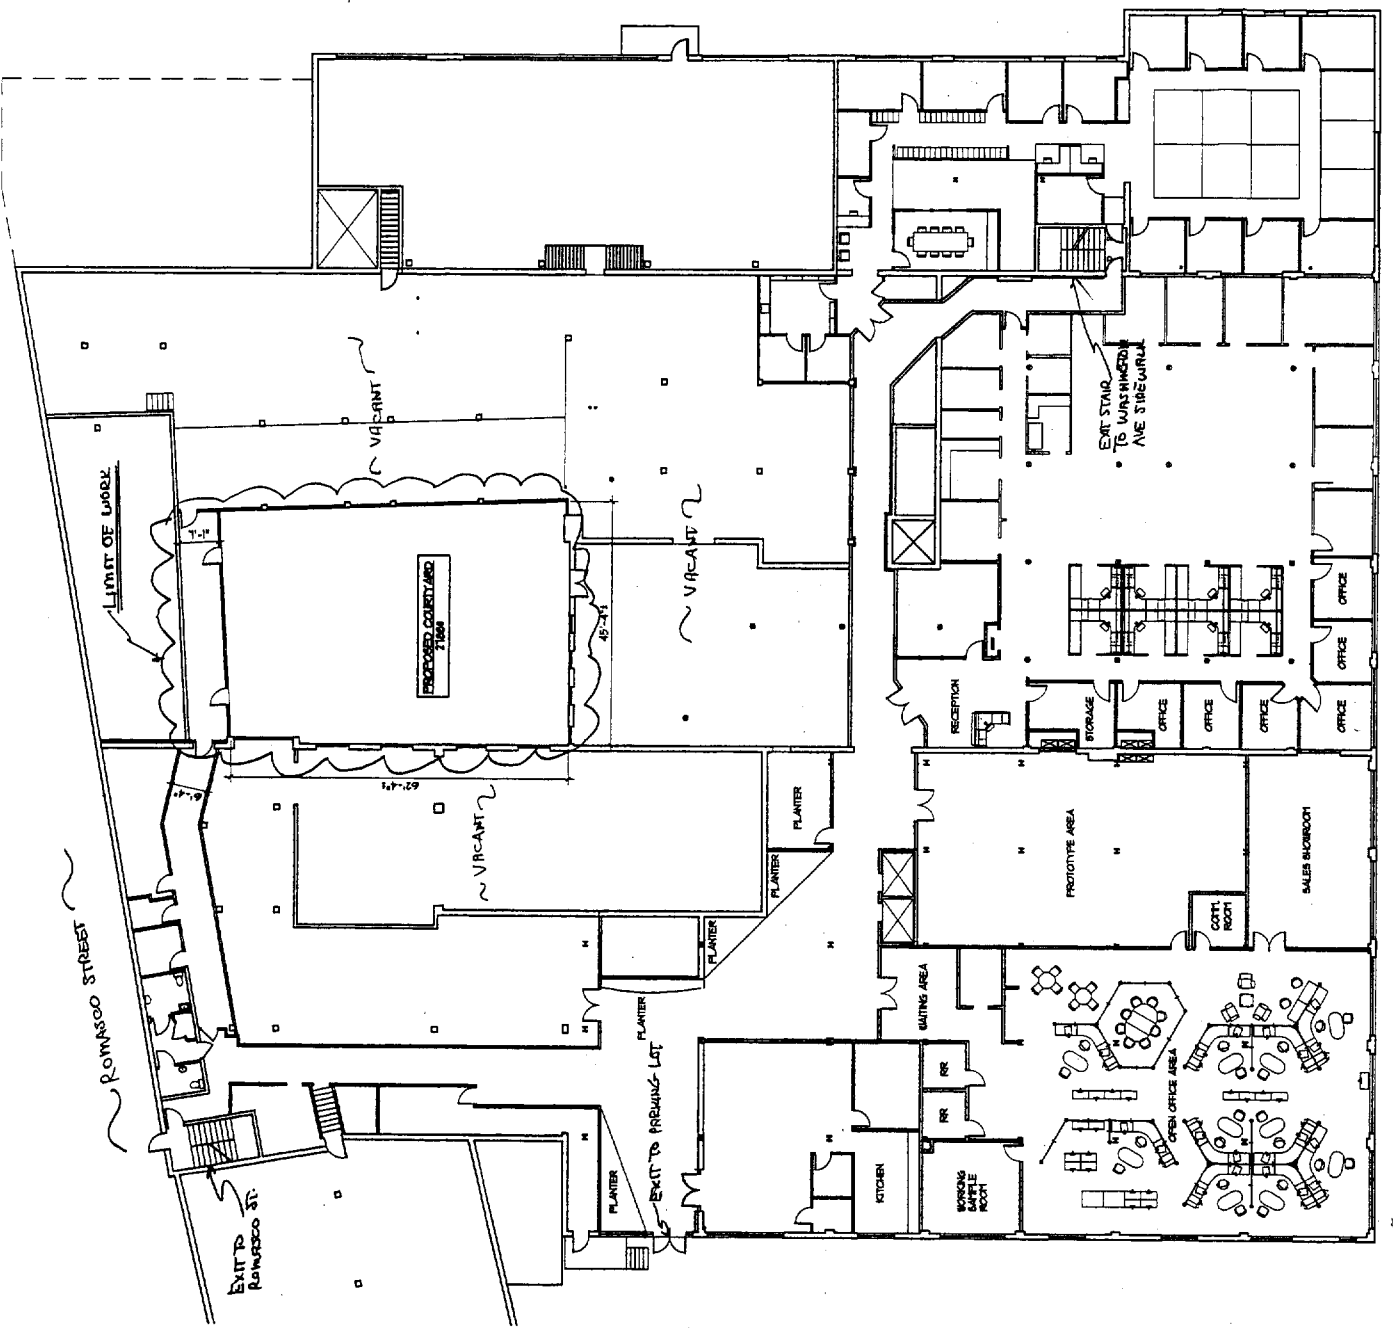 ~ VACANT ~
LIMIT OF WORK
PROPOSED COURTYARD
~ VACANT ~
45'-4"±
62'-4"±
6'-4"
~ VACANT ~
EXIT STAIR
TO WASHINGTON
AVE SIDEWALK
OFFICE
OFFICE
OFFICE
OFFICE
OFFICE
OFFICE
STORAGE
RECEPTION
PLANTER
PLANTER
PLANTER
PLANTER
PLANTER
PROTOTYPE AREA
SALES SHOWROOM
COMM.
ROOM
WAITING AREA
OPEN OFFICE AREA
RR
RR
KITCHEN
WORKING
SAMPLE
ROOM
EXIT TO PARKING LOT
~ ROMASCO STREET ~
EXIT TO
ROMASCO ST.